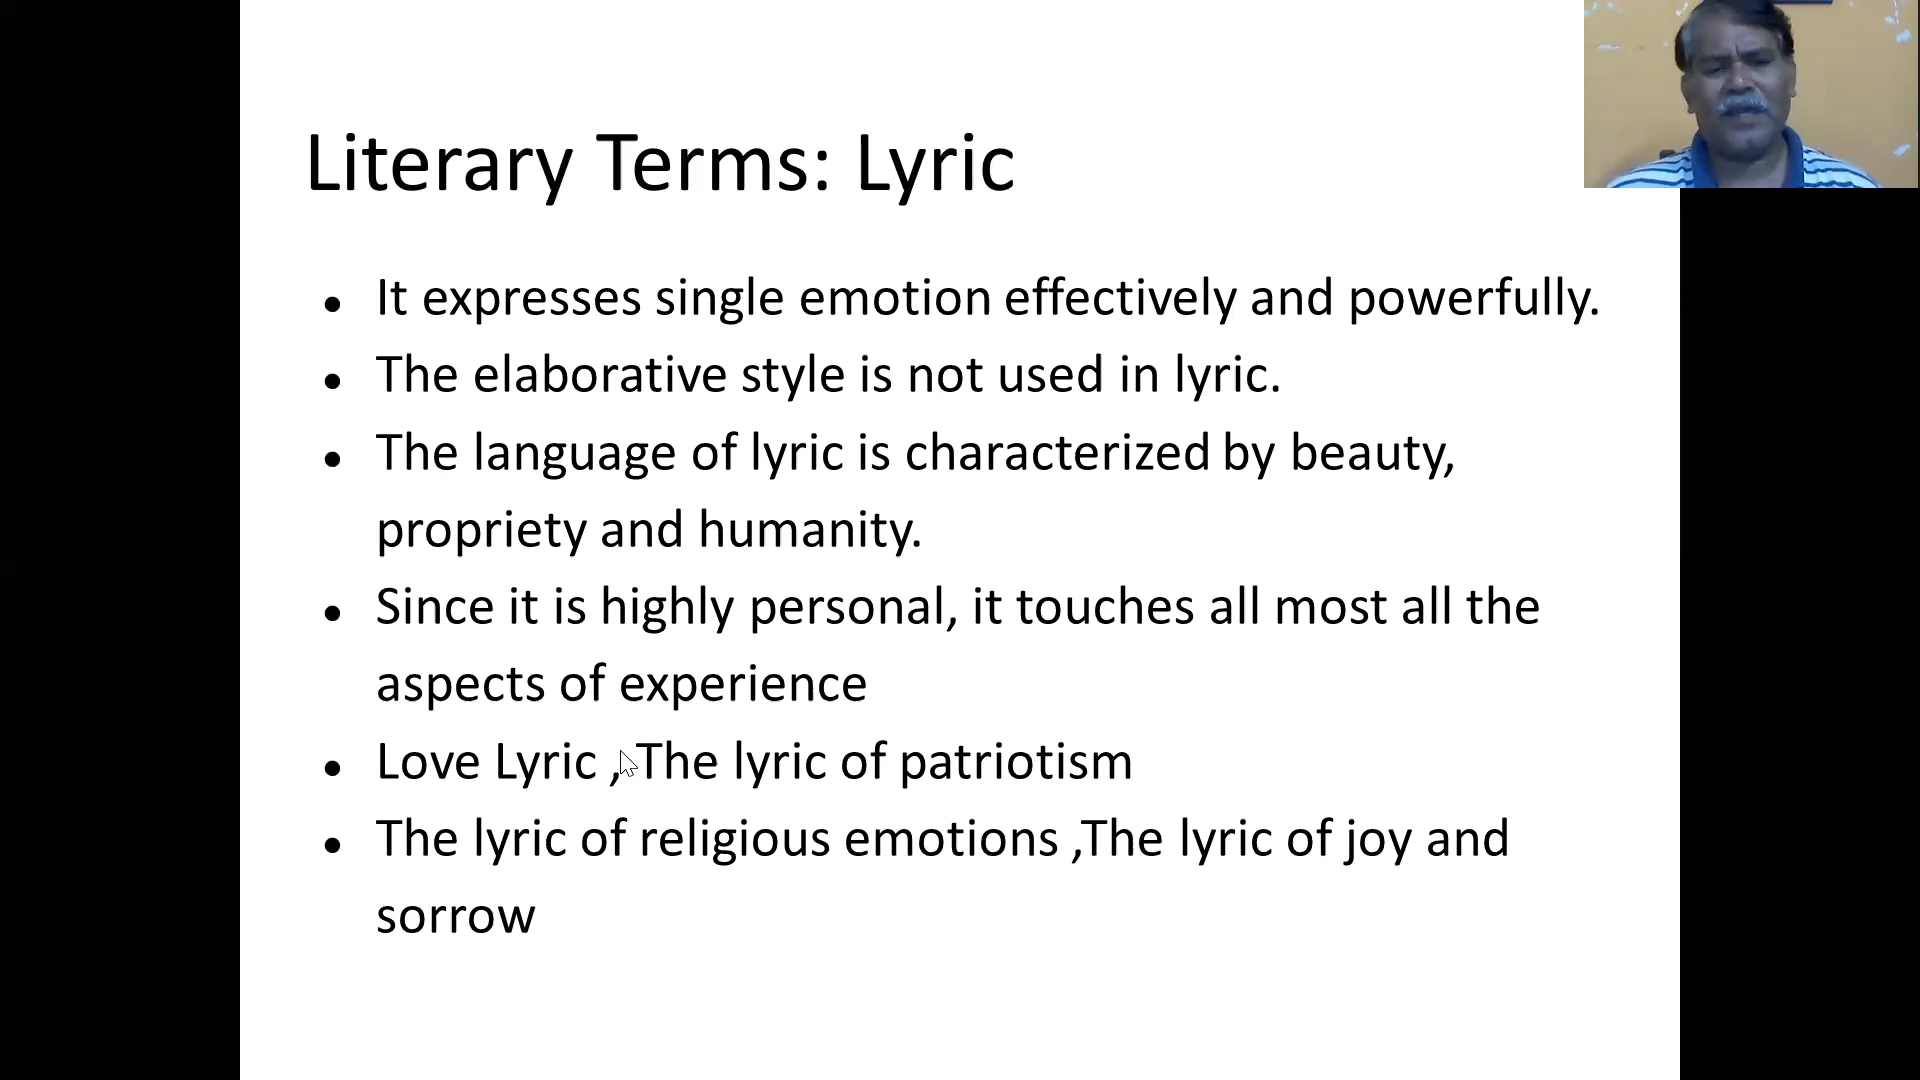 Literary Terms: Lyric
• It expresses single emotion effectively and powerfully.
• The elaborative style is not used in lyric.
• The language of lyric is characterized by beauty,
propriety and humanity.
• Since it is highly personal, it touches all most all the
aspects of experience
• Love Lyric , The lyric of patriotism
• The lyric of religious emotions ,The lyric of joy and
sorrow